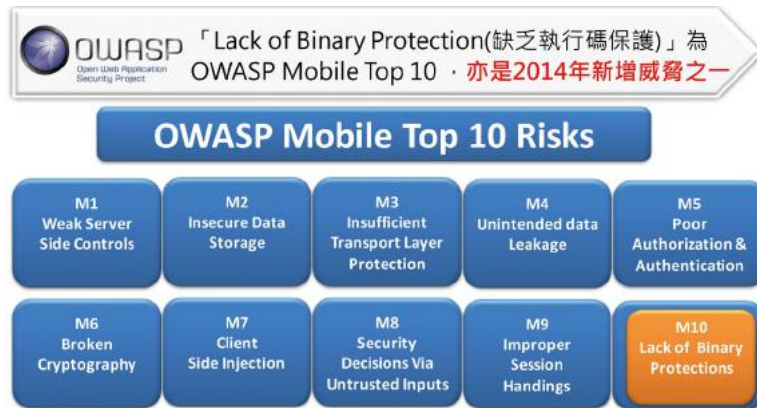 OWASP
Open Web Application
Security Project
「Lack of Binary Protection(缺乏執行碼保護)」為
OWASP Mobile Top 10，亦是2014年新增威脅之一
OWASP Mobile Top 10 Risks
M1
Weak Server
Side Controls
M2
Insecure Data
Storage
M3
Insufficient
Transport Layer
Protection
M4
Unintended data
Leakage
M5
Poor
Authorization &
Authentication
M6
Broken
Cryptography
M7
Client
Side Injection
M8
Security
Decisions Via
Untrusted Inputs
M9
Improper
Session
Handings
M10
Lack of Binary
Protections